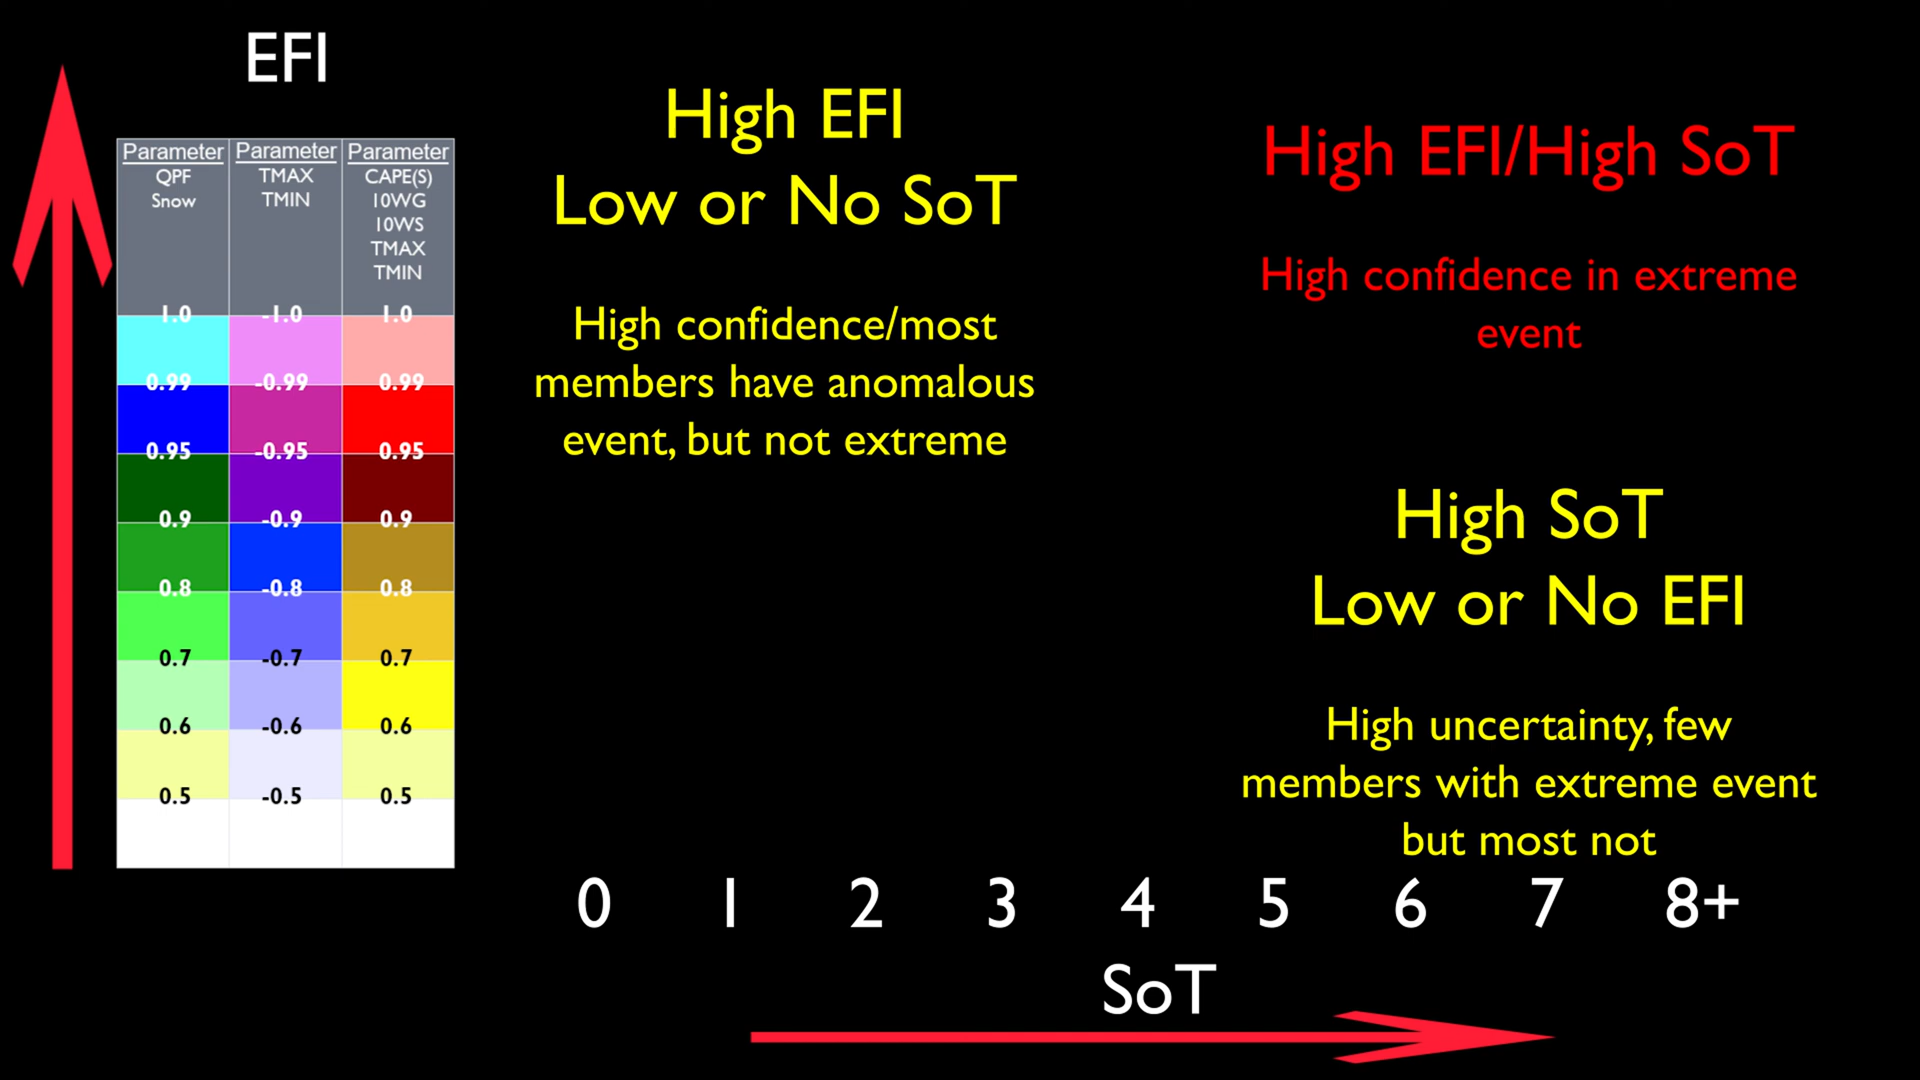 EFI
Parameter Parameter Parameter
QPF TMAX CAPE(S)
Snow TMIN 10WG
10WS
TMAX
TMIN
1.0 -1.0 1.0
0.99 -0.99 0.99
0.95 -0.95 0.95
0.9 -0.9 0.9
0.8 -0.8 0.8
0.7 -0.7 0.7
0.6 -0.6 0.6
0.5 -0.5 0.5
High EFI
Low or No SoT
High confidence/most
members have anomalous
event, but not extreme
High EFI/High SoT
High confidence in extreme
event
High SoT
Low or No EFI
High uncertainty, few
members with extreme event
but most not
0 1 2 3 4 5 6 7 8+
SoT